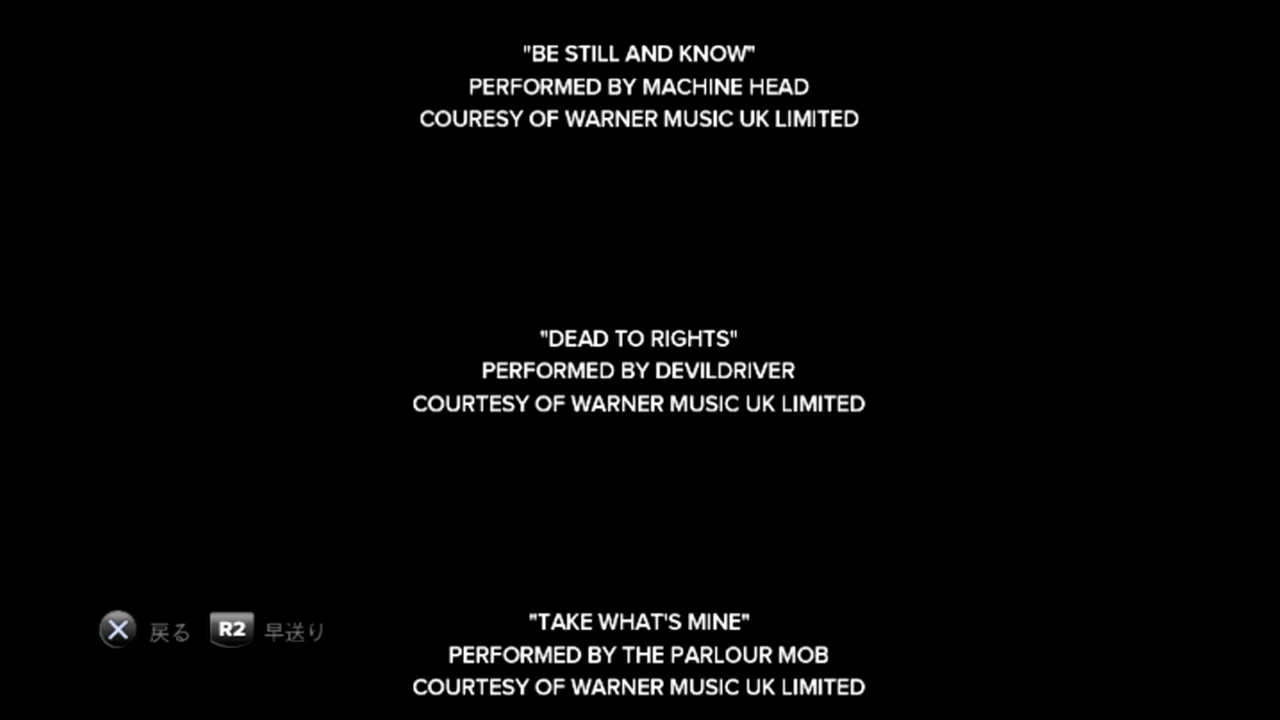 "BE STILL AND KNOW"
PERFORMED BY MACHINE HEAD
COURESY OF WARNER MUSIC UK LIMITED
"DEAD TO RIGHTS"
PERFORMED BY DEVILDRIVER
COURTESY OF WARNER MUSIC UK LIMITED
戻る R2 早送り
"TAKE WHAT'S MINE"
PERFORMED BY THE PARLOUR MOB
COURTESY OF WARNER MUSIC UK LIMITED